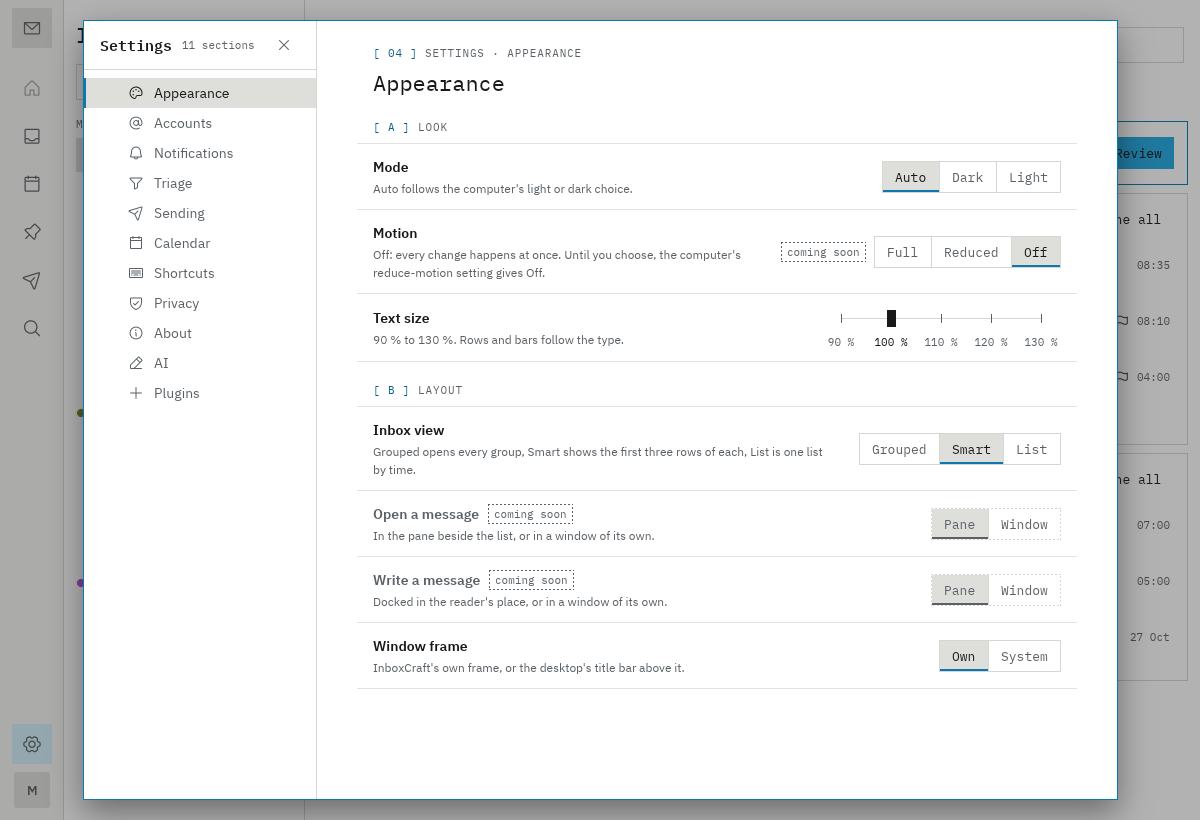 Settings 11 sections
Appearance
Accounts
Notifications
Triage
Sending
Calendar
Shortcuts
Privacy
About
AI
Plugins
[ 04 ] SETTINGS · APPEARANCE
Appearance
[ A ] LOOK
Mode
Auto follows the computer's light or dark choice.
Auto Dark Light
Motion
Off: every change happens at once. Until you choose, the computer's
reduce-motion setting gives Off.
coming soon Full Reduced Off
Text size
90 % to 130 %. Rows and bars follow the type.
90 % 100 % 110 % 120 % 130 %
[ B ] LAYOUT
Inbox view
Grouped opens every group, Smart shows the first three rows of each, List is one list
by time.
Grouped Smart List
Open a message coming soon
In the pane beside the list, or in a window of its own.
Pane Window
Write a message coming soon
Docked in the reader's place, or in a window of its own.
Pane Window
Window frame
InboxCraft's own frame, or the desktop's title bar above it.
Own System
M
Review
all
08:35
08:10
04:00
all
07:00
05:00
27 Oct